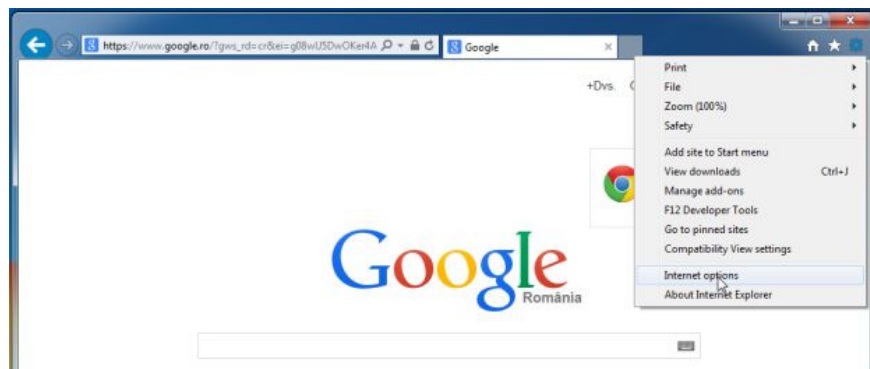 https://www.google.ro/?gws_rd=cr&ei=g08wU5DwOKer4A
Google
+Dvs.
Print
File
Zoom (100%)
Safety
Add site to Start menu
View downloads Ctrl+J
Manage add-ons
F12 Developer Tools
Go to pinned sites
Compatibility View settings
Internet options
About Internet Explorer
Google
România